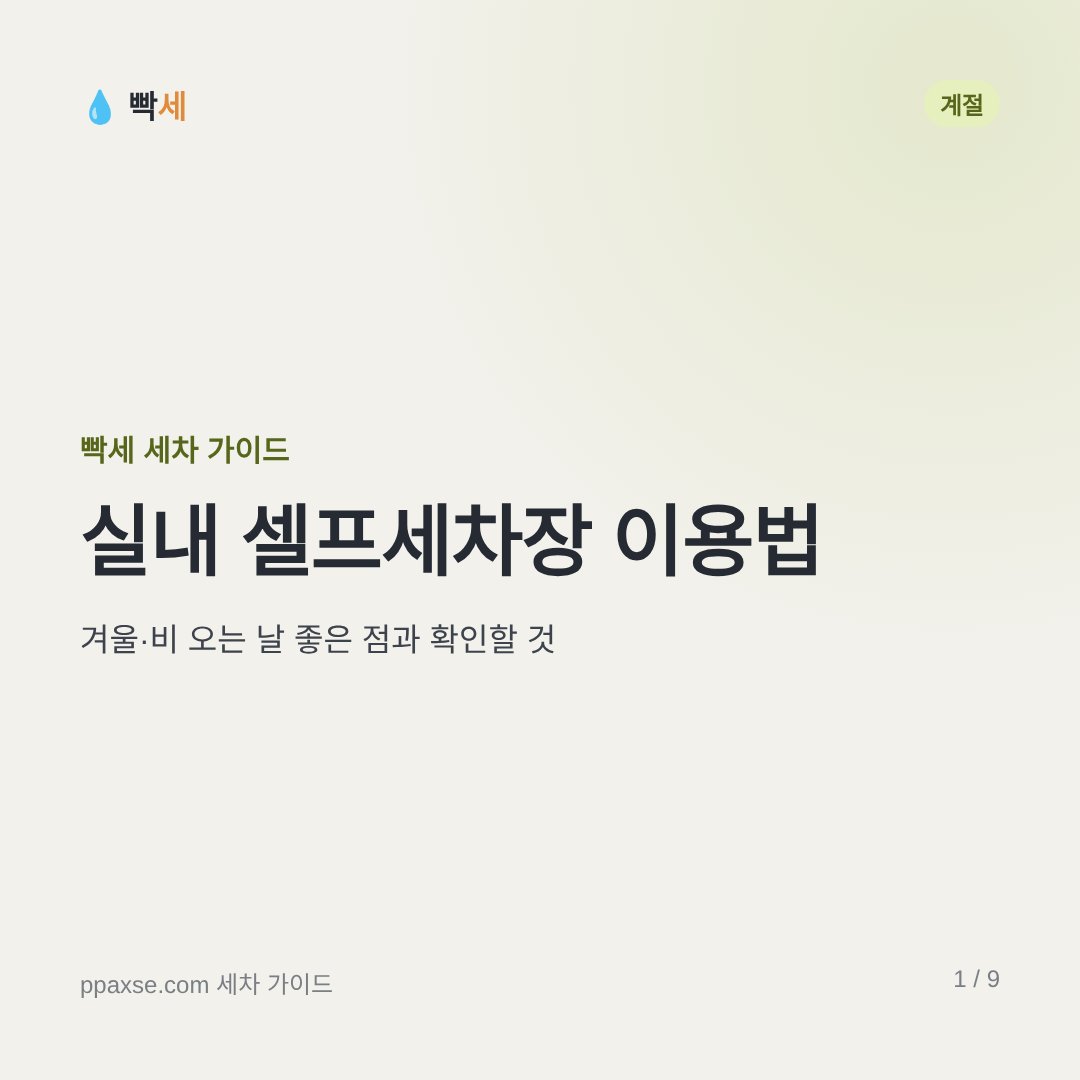 빡세
계절
빡세 세차 가이드
실내 셀프세차장 이용법
겨울·비 오는 날 좋은 점과 확인할 것
ppaxse.com 세차 가이드
1 / 9